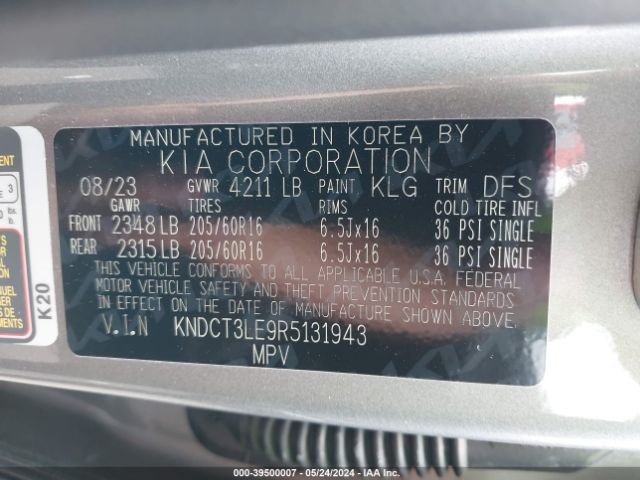 MANUFACTURED IN KOREA BY
KIA CORPORATION
08/23 GVWR 4211 LB PAINT KLG TRIM DFS
GAWR TIRES RIMS COLD TIRE INFL
FRONT 2348 LB 205/60R16 6.5Jx16 36 PSI SINGLE
REAR 2315 LB 205/60R16 6.5Jx16 36 PSI SINGLE
THIS VEHICLE CONFORMS TO ALL APPLICABLE U.S.A. FEDERAL
MOTOR VEHICLE SAFETY AND THEFT PREVENTION STANDARDS
IN EFFECT ON THE DATE OF MANUFACTURE SHOWN ABOVE.
V.I.N KNDCT3LE9R5131943
MPV
K20
000-39500007 - 05/24/2024 - IAA Inc.